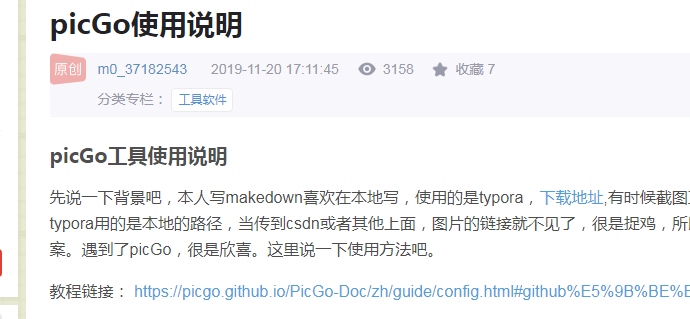 picGo使用说明
原创 m0_37182543 2019-11-20 17:11:45 3158 收藏 7
分类专栏： 工具软件
picGo工具使用说明
先说一下背景吧，本人写makedown喜欢在本地写，使用的是typora，下载地址,有时候截图
typora用的是本地的路径，当传到csdn或者其他上面，图片的链接就不见了，很是捉鸡，所
案。遇到了picGo，很是欣喜。这里说一下使用方法吧。
教程链接： https://picgo.github.io/PicGo-Doc/zh/guide/config.html#github%E5%9B%BE%E